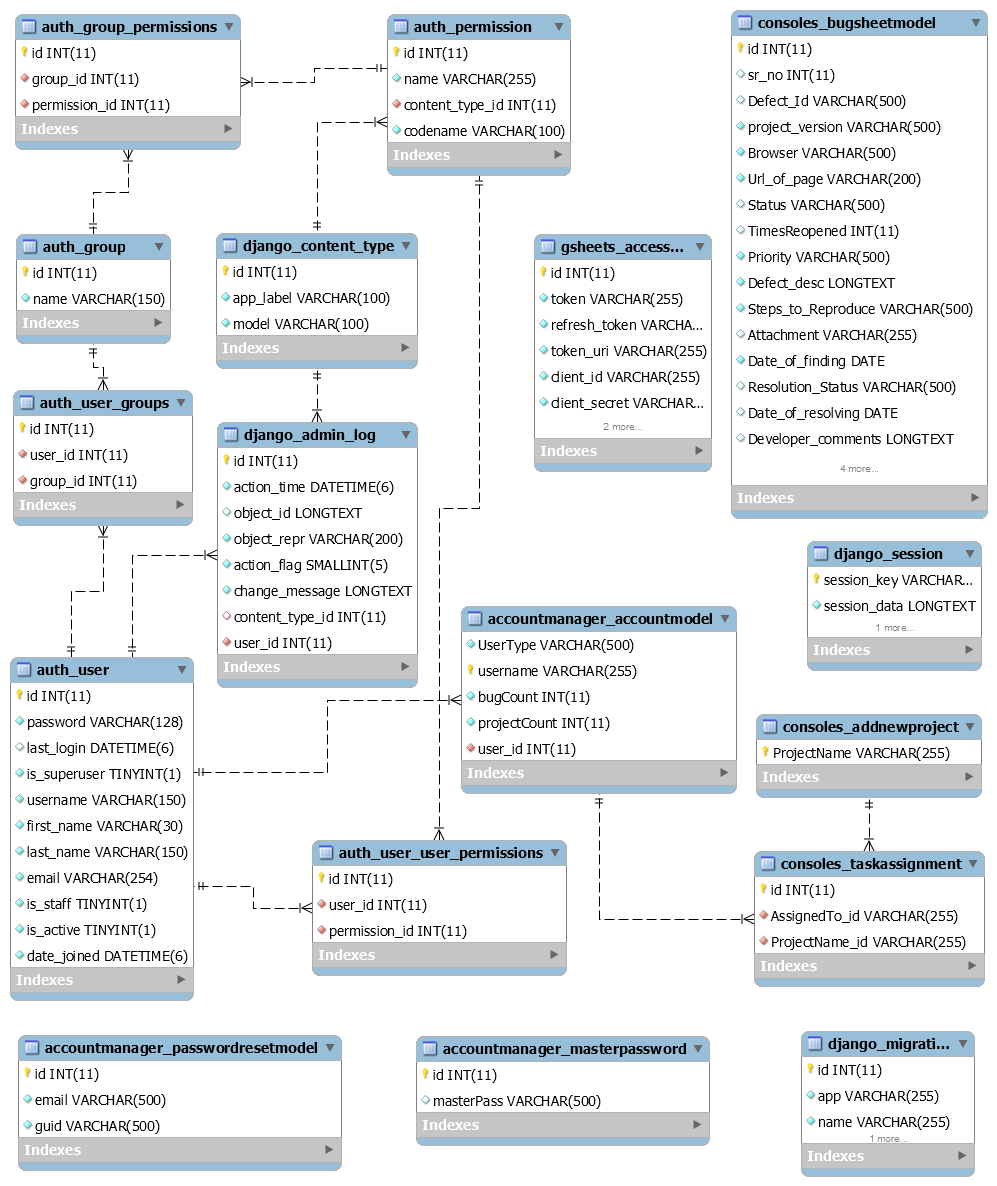 auth_group_permissions
id INT(11)
group_id INT(11)
permission_id INT(11)
Indexes
auth_permission
id INT(11)
name VARCHAR(255)
content_type_id INT(11)
codename VARCHAR(100)
Indexes
consoles_bugsheetmodel
id INT(11)
sr_no INT(11)
Defect_Id VARCHAR(500)
project_version VARCHAR(500)
Browser VARCHAR(500)
Url_of_page VARCHAR(200)
Status VARCHAR(500)
TimesReopened INT(11)
Priority VARCHAR(500)
Defect_desc LONGTEXT
Steps_to_Reproduce VARCHAR(500)
Attachment VARCHAR(255)
Date_of_finding DATE
Resolution_Status VARCHAR(500)
Date_of_resolving DATE
Developer_comments LONGTEXT
4 more...
Indexes
auth_group
id INT(11)
name VARCHAR(150)
Indexes
django_content_type
id INT(11)
app_label VARCHAR(100)
model VARCHAR(100)
Indexes
gsheets_access...
id INT(11)
token VARCHAR(255)
refresh_token VARCHA...
token_uri VARCHAR(255)
client_id VARCHAR(255)
client_secret VARCHAR...
2 more...
Indexes
auth_user_groups
id INT(11)
user_id INT(11)
group_id INT(11)
Indexes
django_admin_log
id INT(11)
action_time DATETIME(6)
object_id LONGTEXT
object_repr VARCHAR(200)
action_flag SMALLINT(5)
change_message LONGTEXT
content_type_id INT(11)
user_id INT(11)
Indexes
django_session
session_key VARCHAR...
session_data LONGTEXT
1 more...
Indexes
accountmanager_accountmodel
UserType VARCHAR(500)
username VARCHAR(255)
bugCount INT(11)
projectCount INT(11)
user_id INT(11)
Indexes
auth_user
id INT(11)
password VARCHAR(128)
last_login DATETIME(6)
is_superuser TINYINT(1)
username VARCHAR(150)
first_name VARCHAR(30)
last_name VARCHAR(150)
email VARCHAR(254)
is_staff TINYINT(1)
is_active TINYINT(1)
date_joined DATETIME(6)
Indexes
consoles_addnewproject
ProjectName VARCHAR(255)
Indexes
auth_user_user_permissions
id INT(11)
user_id INT(11)
permission_id INT(11)
Indexes
consoles_taskassignment
id INT(11)
AssignedTo_id VARCHAR(255)
ProjectName_id VARCHAR(255)
Indexes
accountmanager_passwordresetmodel
id INT(11)
email VARCHAR(500)
guid VARCHAR(500)
Indexes
accountmanager_masterpassword
id INT(11)
masterPass VARCHAR(500)
Indexes
django_migrati...
id INT(11)
app VARCHAR(255)
name VARCHAR(255)
1 more...
Indexes